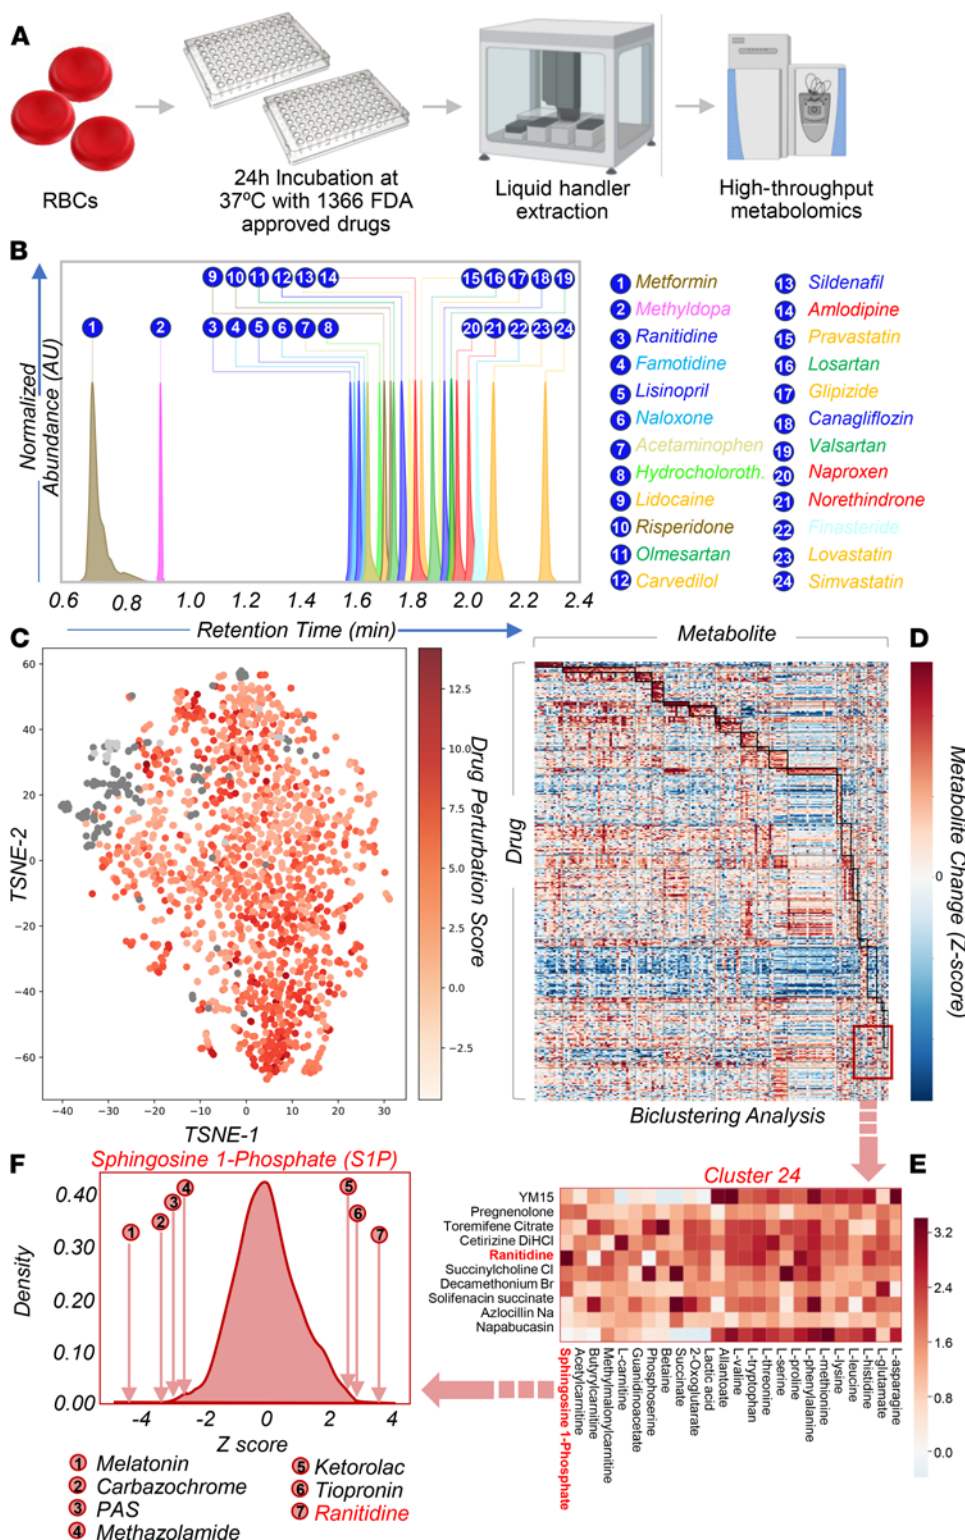 A
RBCs
24h Incubation at
37ºC with 1366 FDA
approved drugs
Liquid handler
extraction
High-throughput
metabolomics
B
Normalized
Abundance (AU)
9 10 11 12 13 14 15 16 17 18 19
1 2 3 4 5 6 7 8 20 21 22 23 24
0.6 0.8 1.0 1.2 1.4 1.6 1.8 2.0 2.2 2.4
Retention Time (min)
1 Metformin
2 Methyldopa
3 Ranitidine
4 Famotidine
5 Lisinopril
6 Naloxone
7 Acetaminophen
8 Hydrocholoroth.
9 Lidocaine
10 Risperidone
11 Olmesartan
12 Carvedilol
13 Sildenafil
14 Amlodipine
15 Pravastatin
16 Losartan
17 Glipizide
18 Canagliflozin
19 Valsartan
20 Naproxen
21 Norethindrone
22 Finasteride
23 Lovastatin
24 Simvastatin
C
TSNE-2
60
40
20
0
−20
−40
−60
−40 −30 −20 −10 0 10 20 30
TSNE-1
12.5
10.0
7.5
5.0
2.5
0.0
−2.5
Drug Perturbation Score
D
Metabolite
Drug
Biclustering Analysis
0
Metabolite Change (Z-score)
E
Cluster 24
YM15
Pregnenolone
Toremifene Citrate
Cetirizine DiHCl
Ranitidine
Succinylcholine Cl
Decamethonium Br
Solifenacin succinate
Azlocillin Na
Napabucasin
Sphingosine 1-Phosphate
Acetylcarnitine
Butyrylcarnitine
Methylmalonylcarnitine
L-carnitine
Guanidinoacetate
Phosphoserine
Betaine
Succinate
2-Oxoglutarate
Lactic acid
Allantoate
L-valine
L-tryptophan
L-threonine
L-serine
L-proline
L-phenylalanine
L-methionine
L-lysine
L-leucine
L-histidine
L-glutamate
L-asparagine
3.2
2.4
1.6
0.8
0.0
F
Sphingosine 1-Phosphate (S1P)
Density
0.40
0.30
0.20
0.10
0.00
1 2 3 4 5 6 7
-4 -2 0 2 4
Z score
1 Melatonin
2 Carbazochrome
3 PAS
4 Methazolamide
5 Ketorolac
6 Tiopronin
7 Ranitidine